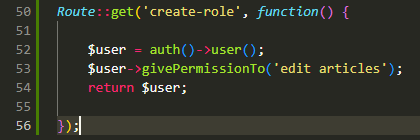 50 Route::get('create-role', function() {
51
52 $user = auth()->user();
53 $user->givePermissionTo('edit articles');
54 return $user;
55
56 });